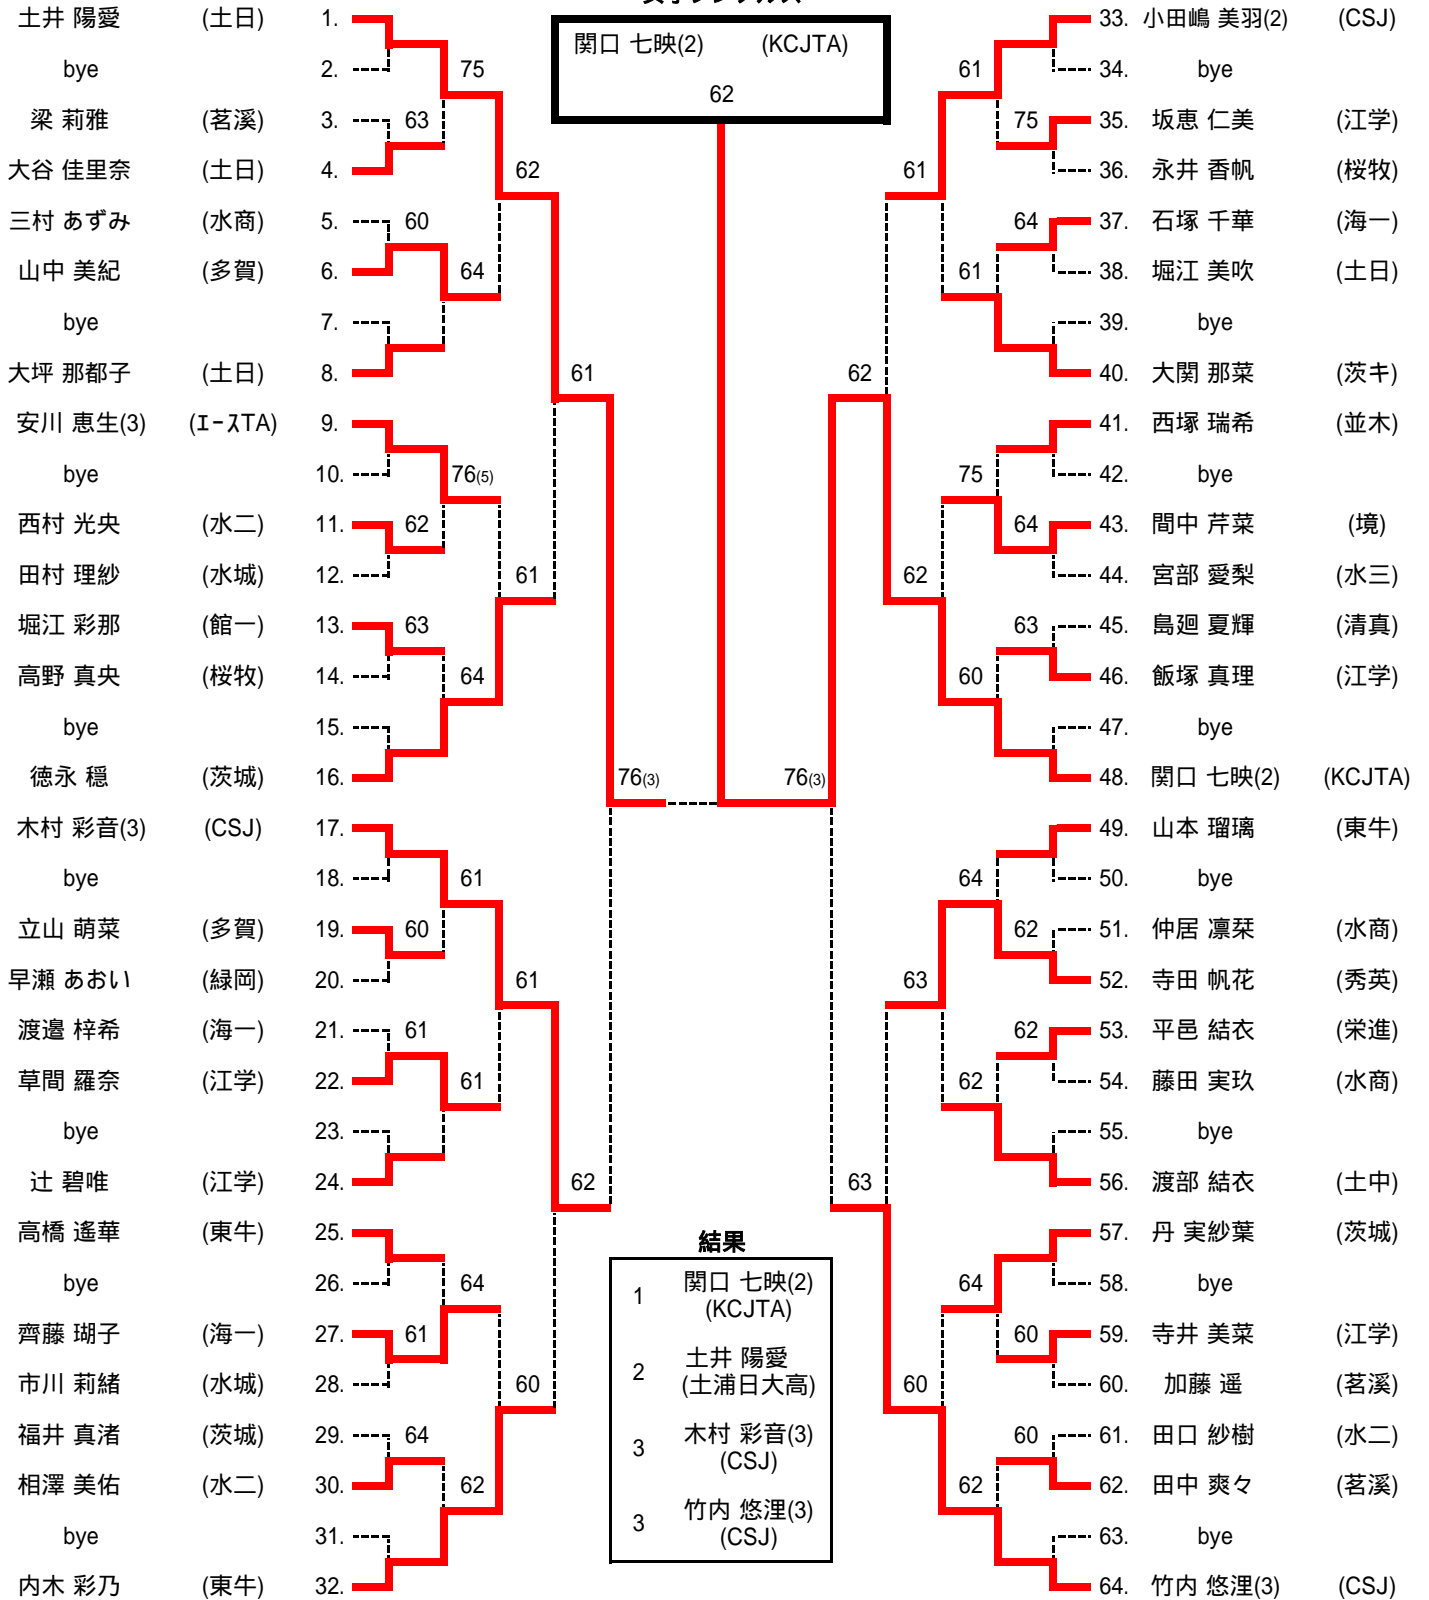 関口 七映(2) (KCJTA)
62
土井 陽愛 (土日) 1.
bye 2.
75
梁 莉雅 (茗溪) 3.
63
大谷 佳里奈 (土日) 4.
62
三村 あずみ (水商) 5.
60
山中 美紀 (多賀) 6.
64
bye 7.
大坪 那都子 (土日) 8.
61
安川 恵生(3) (エースTA) 9.
bye 10.
76(5)
西村 光央 (水二) 11.
62
田村 理紗 (水城) 12.
61
堀江 彩那 (館一) 13.
63
高野 真央 (桜牧) 14.
64
bye 15.
徳永 穏 (茨城) 16.
76(3)
木村 彩音(3) (CSJ) 17.
bye 18.
61
立山 萌菜 (多賀) 19.
60
早瀬 あおい (緑岡) 20.
61
渡邉 梓希 (海一) 21.
61
草間 羅奈 (江学) 22.
61
bye 23.
辻 碧唯 (江学) 24.
62
高橋 遙華 (東牛) 25.
bye 26.
64
齊藤 瑚子 (海一) 27.
61
市川 莉緒 (水城) 28.
60
福井 真渚 (茨城) 29.
64
相澤 美佑 (水二) 30.
62
bye 31.
内木 彩乃 (東牛) 32.
33. 小田嶋 美羽(2) (CSJ)
61
34. bye
75
35. 坂恵 仁美 (江学)
61
36. 永井 香帆 (桜牧)
64
37. 石塚 千華 (海一)
61
38. 堀江 美吹 (土日)
39. bye
62
40. 大関 那菜 (茨キ)
41. 西塚 瑞希 (並木)
75
42. bye
64
43. 間中 芹菜 (境)
62
44. 宮部 愛梨 (水三)
63
45. 島廻 夏輝 (清真)
60
46. 飯塚 真理 (江学)
47. bye
76(3)
48. 関口 七映(2) (KCJTA)
49. 山本 瑠璃 (東牛)
64
50. bye
62
51. 仲居 凛栞 (水商)
63
52. 寺田 帆花 (秀英)
62
53. 平邑 結衣 (栄進)
62
54. 藤田 実玖 (水商)
55. bye
63
56. 渡部 結衣 (土中)
57. 丹 実紗葉 (茨城)
64
58. bye
60
59. 寺井 美菜 (江学)
60
60. 加藤 遥 (茗溪)
60
61. 田口 紗樹 (水二)
62
62. 田中 爽々 (茗溪)
63. bye
64. 竹内 悠浬(3) (CSJ)
結果
1 関口 七映(2)
(KCJTA)
2 土井 陽愛
(土浦日大高)
3 木村 彩音(3)
(CSJ)
3 竹内 悠浬(3)
(CSJ)